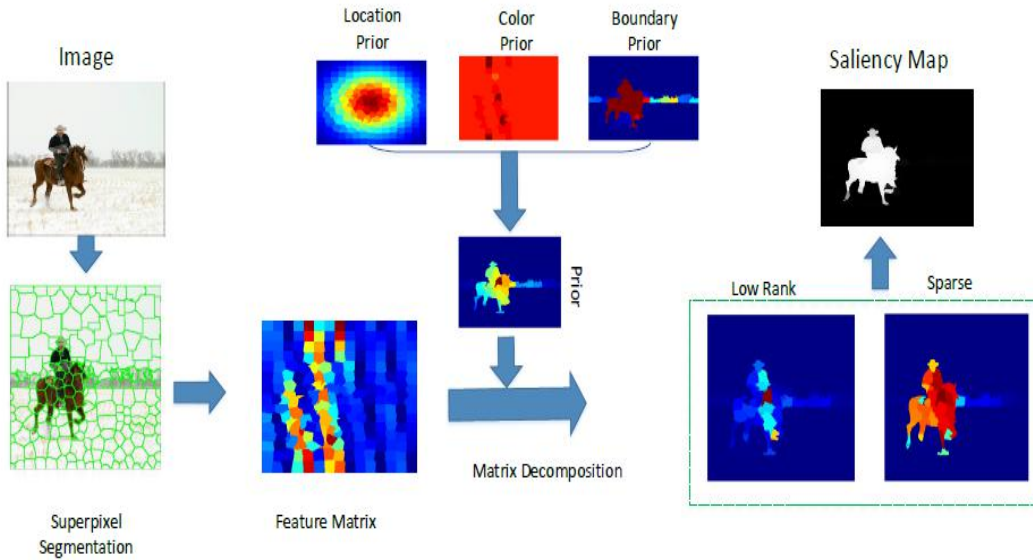 Location
Prior
Color
Prior
Boundary
Prior
Image
Saliency Map
Prior
Low Rank
Sparse
Matrix Decomposition
Superpixel
Segmentation
Feature Matrix